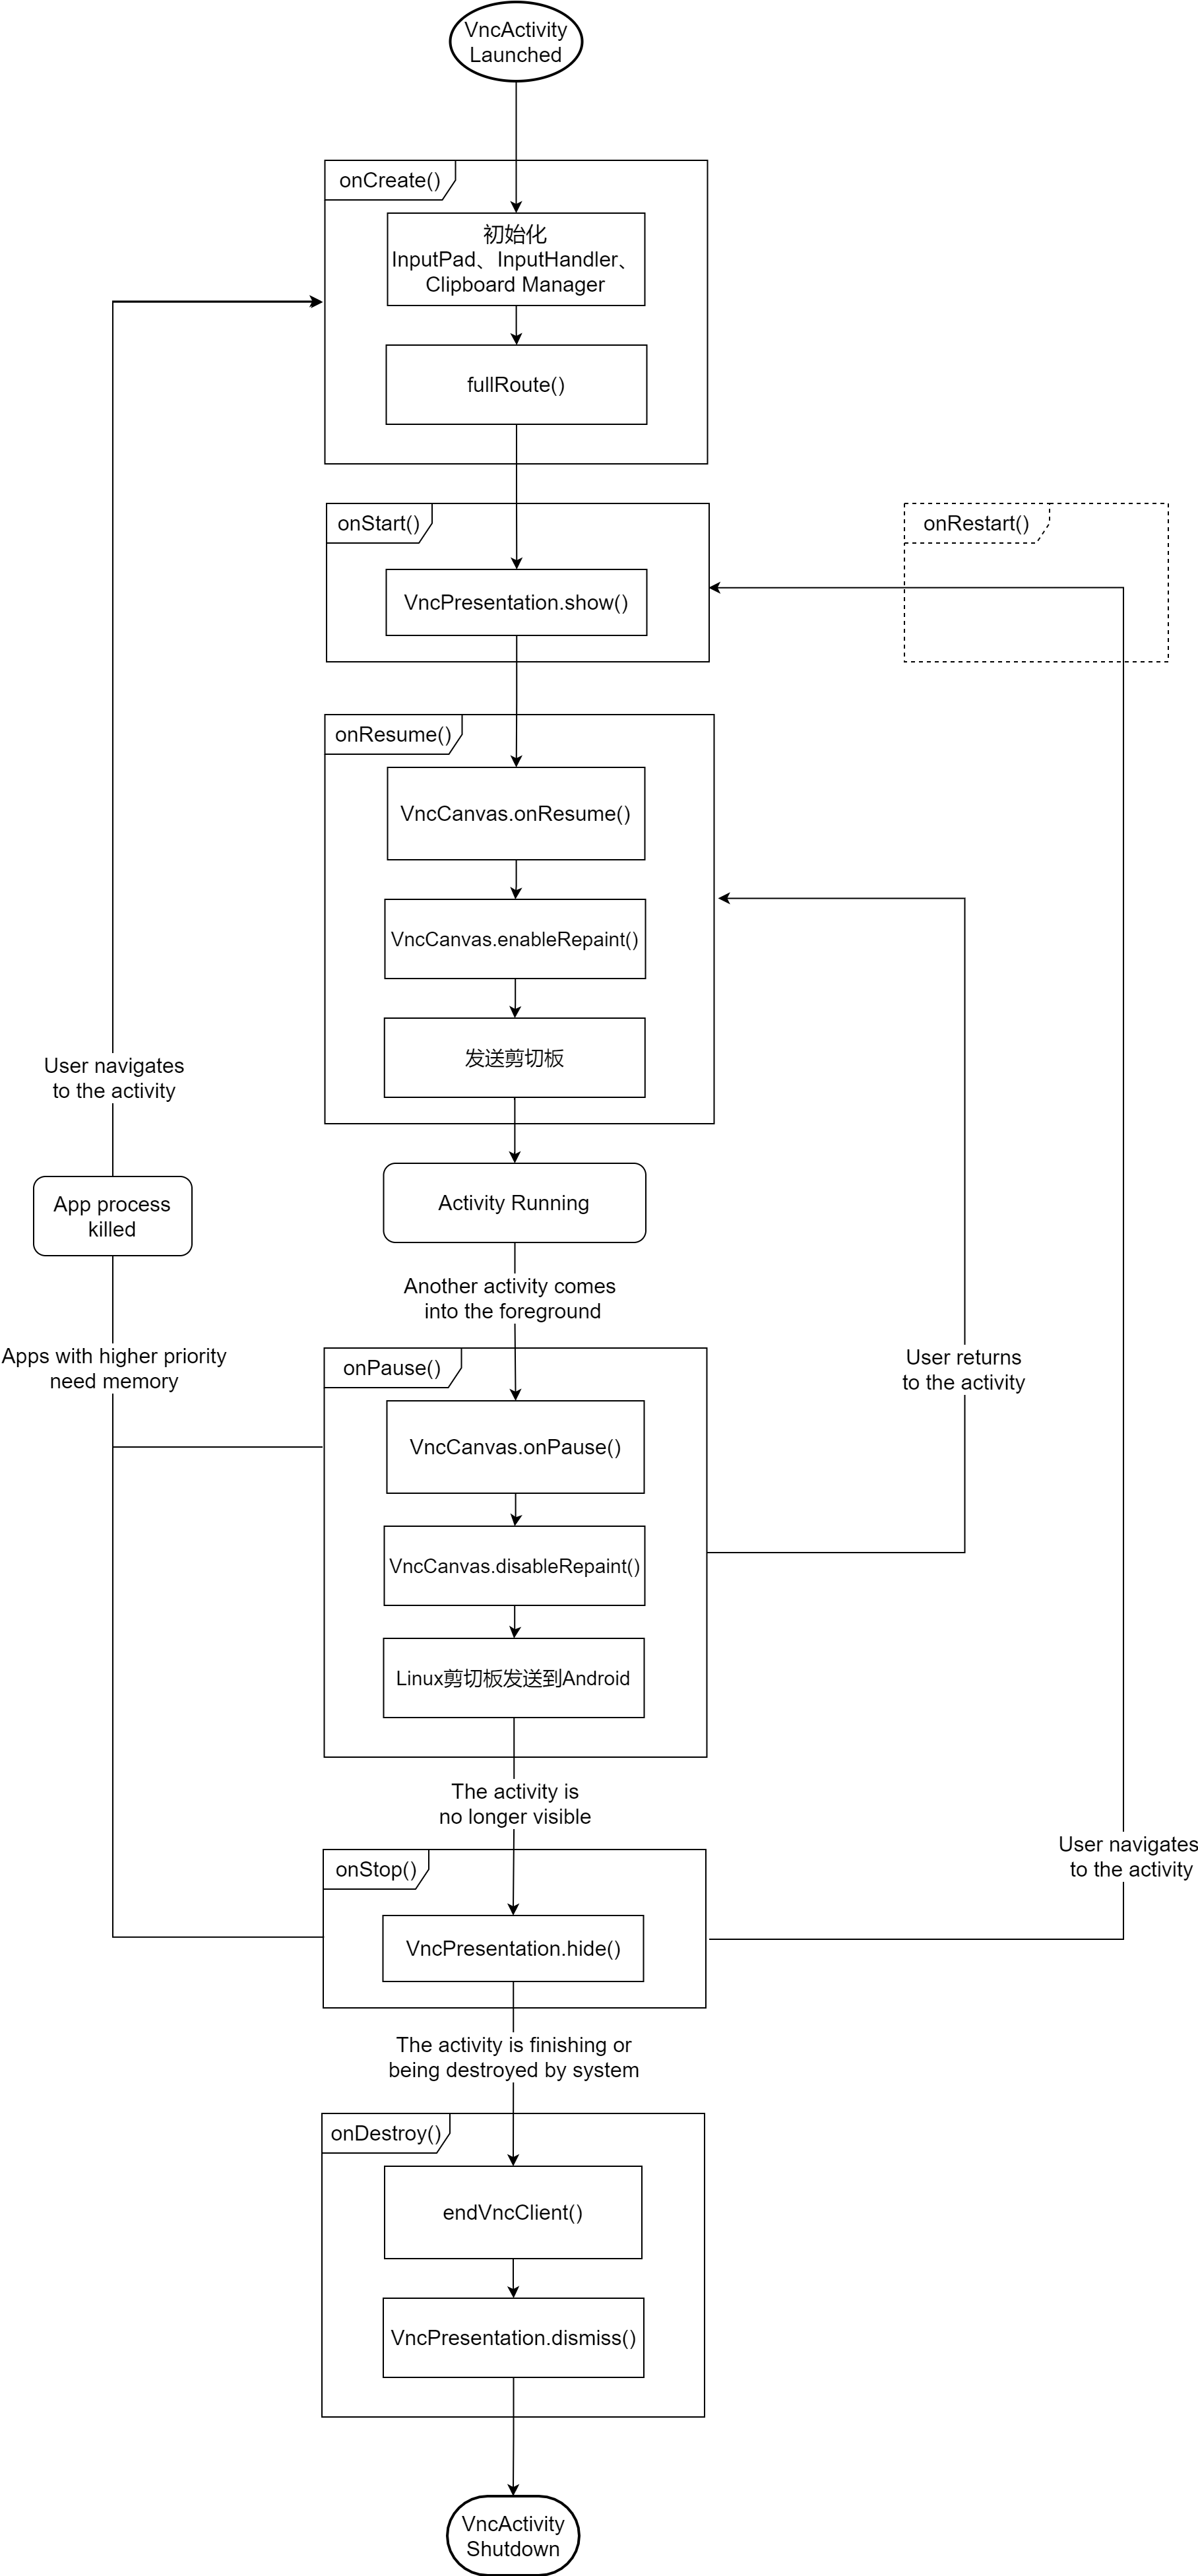 VncActivity
Launched
onCreate()
初始化
InputPad、InputHandler、
Clipboard Manager
fullRoute()
onStart()
VncPresentation.show()
onRestart()
onResume()
VncCanvas.onResume()
VncCanvas.enableRepaint()
发送剪切板
User navigates
to the activity
App process
killed
Activity Running
Another activity comes
into the foreground
Apps with higher priority
need memory
User returns
to the activity
onPause()
VncCanvas.onPause()
VncCanvas.disableRepaint()
Linux剪切板发送到Android
The activity is
no longer visible
onStop()
VncPresentation.hide()
User navigates
to the activity
The activity is finishing or
being destroyed by system
onDestroy()
endVncClient()
VncPresentation.dismiss()
VncActivity
Shutdown